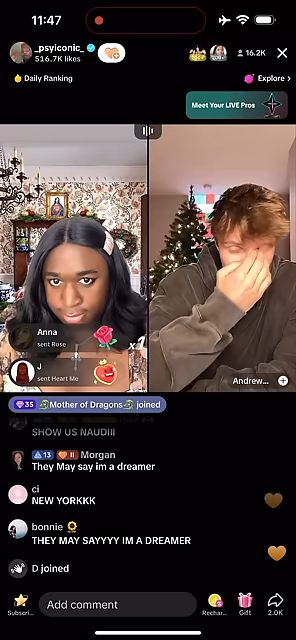 11:47
_psyiconic_
516.7K likes
16.2K
Daily Ranking
Explore >
Meet Your LIVE Pros
Anna
sent Rose
x1
J
sent Heart Me
Andrew...
35 Mother of Dragons joined
SHOW US NAUDIII
13 II Morgan
They May say im a dreamer
ci
NEW YORKKK
bonnie
THEY MAY SAYYYY IM A DREAMER
D joined
Subscri...
Add comment
Rechar...
Gift
2.0K